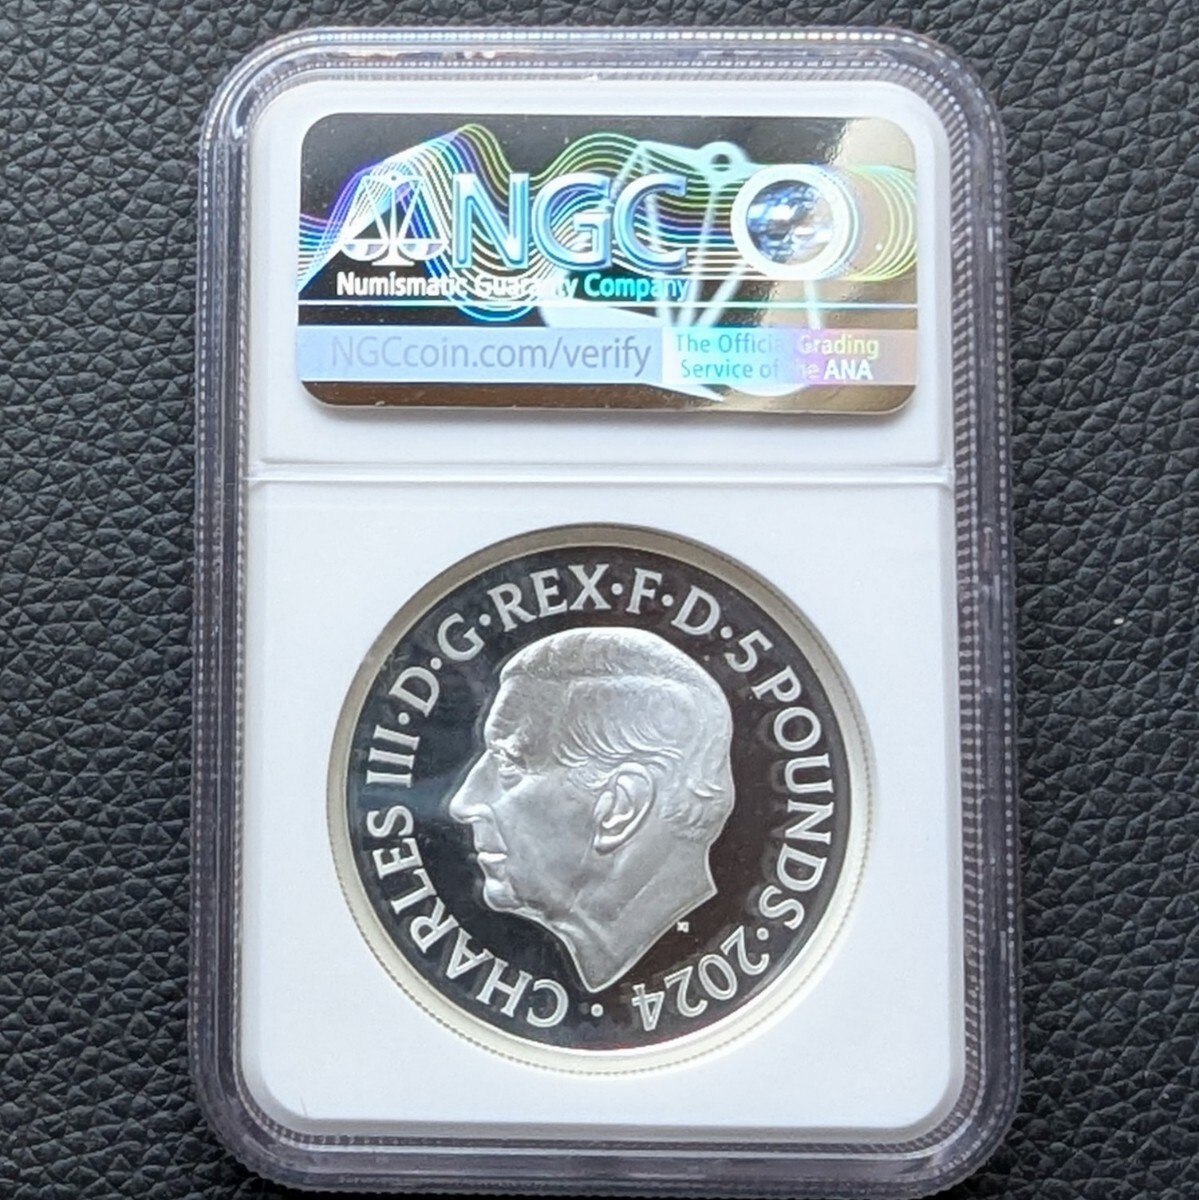 NGC
Numismatic Guaranty Company
NGCcoin.com/verify
The Official Grading
Service of the ANA
CHARLES III·D·G·REX·F·D·5 POUNDS·2024·